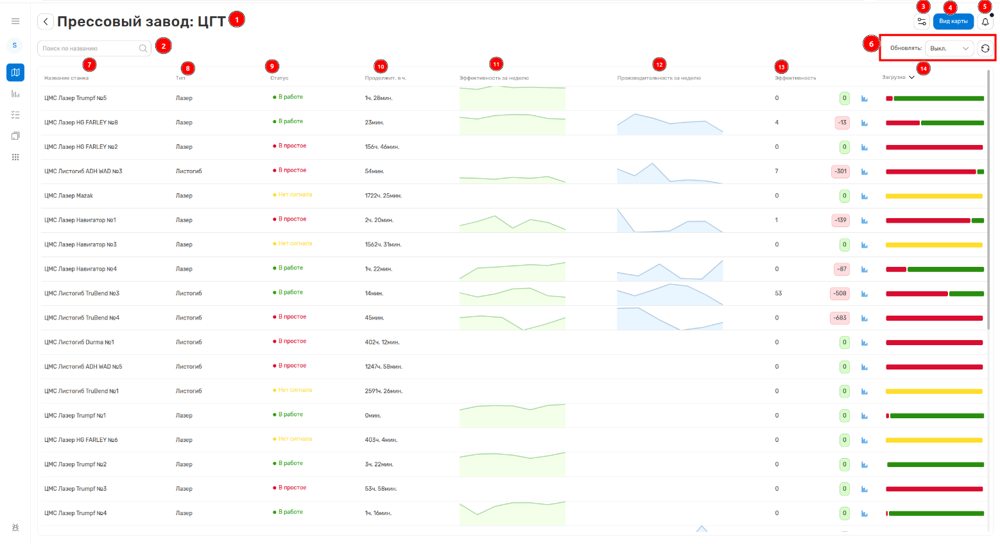 Прессовый завод: ЦГТ 1
3 4 5
Вид карты
S
Поиск по названию 2
6 Обновлять: Выкл.
7 8 9 10 11 12 13 14
Название станка Тип Статус Продолжит. в ч. Эффективность за неделю Производительность за неделю Эффективность Загрузка
ЦМС Лазер Trumpf №5 Лазер В работе 1ч. 28мин. 0 0
ЦМС Лазер HG FARLEY №8 Лазер В работе 23мин. 4 -13
ЦМС Лазер HG FARLEY №2 Лазер В простое 156ч. 46мин. 0 0
ЦМС Листогиб ADH WAD №3 Листогиб В простое 54мин. 7 -301
ЦМС Лазер Mazak Лазер Нет сигнала 1722ч. 25мин. 0 0
ЦМС Лазер Навигатор №1 Лазер В простое 2ч. 20мин. 1 -139
ЦМС Лазер Навигатор №3 Лазер Нет сигнала 1562ч. 31мин. 0 0
ЦМС Лазер Навигатор №4 Лазер В работе 1ч. 22мин. 0 -87
ЦМС Листогиб TruBend №3 Листогиб В работе 14мин. 53 -508
ЦМС Листогиб TruBend №4 Листогиб В простое 45мин. 0 -683
ЦМС Листогиб Durma №1 Листогиб В простое 402ч. 12мин. 0 0
ЦМС Листогиб ADH WAD №5 Листогиб В простое 1247ч. 58мин. 0 0
ЦМС Листогиб TruBend №1 Листогиб Нет сигнала 2591ч. 26мин. 0 0
ЦМС Лазер Trumpf №1 Лазер В работе 0мин. 0 0
ЦМС Лазер HG FARLEY №6 Лазер Нет сигнала 403ч. 4мин. 0 0
ЦМС Лазер Trumpf №2 Лазер В работе 3ч. 22мин. 0 0
ЦМС Лазер Trumpf №3 Лазер В простое 53ч. 58мин. 0 0
ЦМС Лазер Trumpf №4 Лазер В работе 1ч. 16мин. 0 0